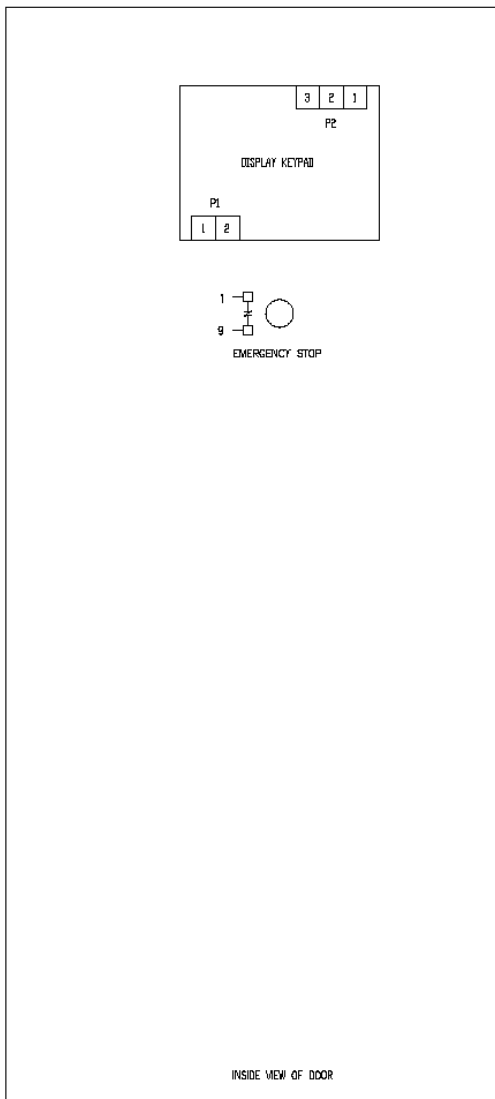 3 2 1
P2
DISPLAY KEYPAD
P1
1 2
1
9
EMERGENCY STOP
INSIDE VIEW OF DOOR